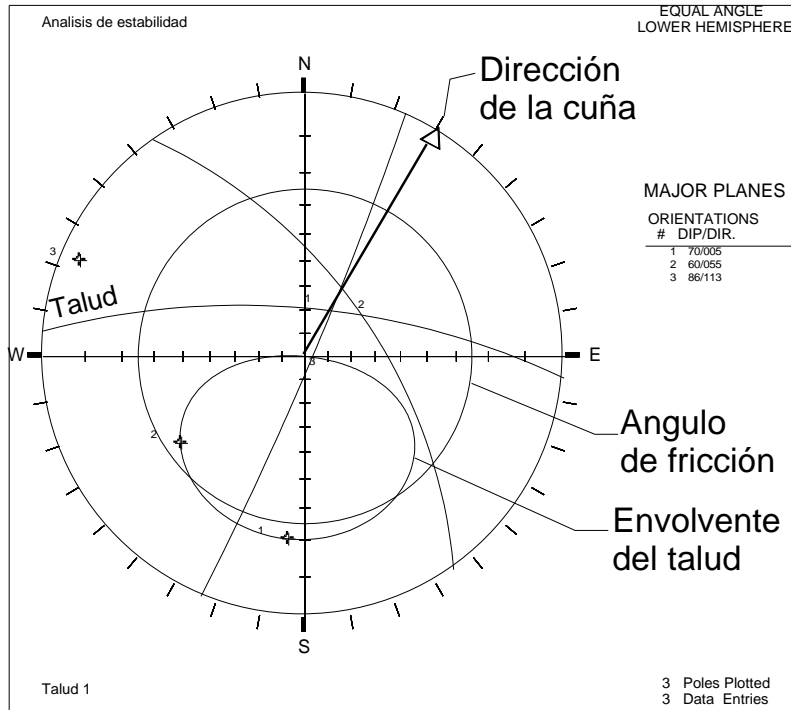 Analisis de estabilidad
EQUAL ANGLE
LOWER HEMISPHERE
N
Dirección
de la cuña
MAJOR PLANES
ORIENTATIONS
# DIP/DIR.
1 70/005
2 60/055
3 86/113
3
Talud
1
2
W
E
3
Angulo
de fricción
2
Envolvente
del talud
1
S
Talud 1
3 Poles Plotted
3 Data Entries